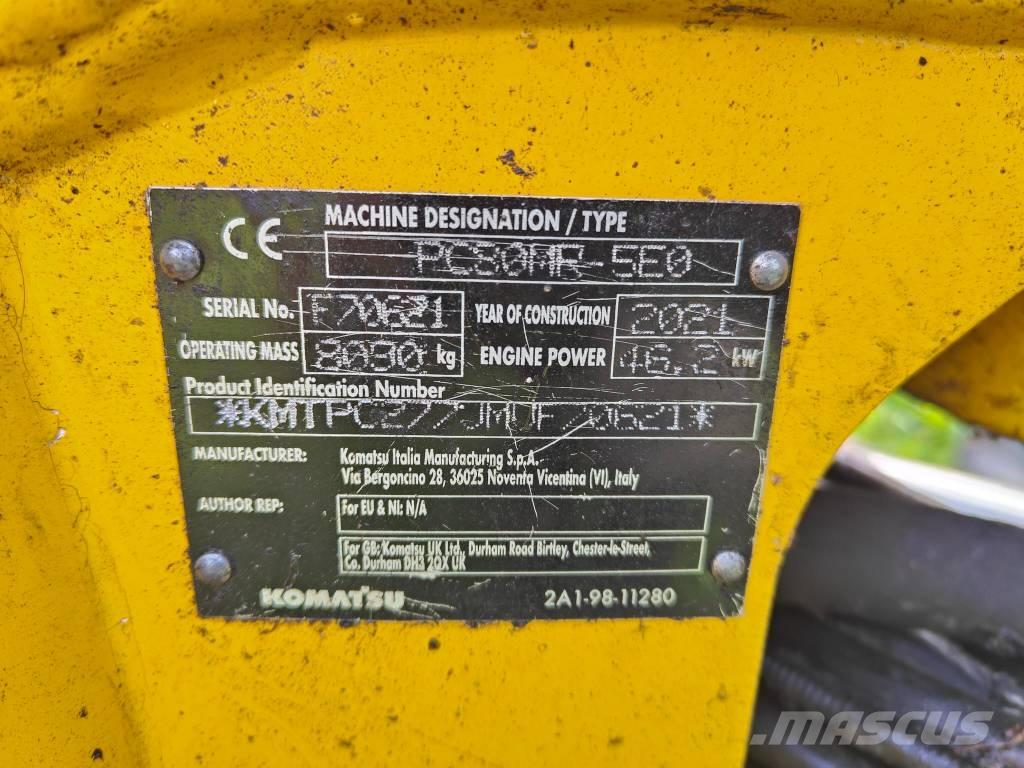 CE MACHINE DESIGNATION / TYPE
PC80MR-5E0
SERIAL No. F70621 YEAR OF CONSTRUCTION 2021
OPERATING MASS 8030 kg ENGINE POWER 46,2 kW
Product Identification Number
*KMTPC277JMUF70621*
MANUFACTURER: Komatsu Italia Manufacturing S.p.A.
Via Bergoncino 28, 36025 Noventa Vicentina (VI), Italy
AUTHOR REP: For EU & NI: N/A
For GB: Komatsu UK Ltd., Durham Road Birtley, Chester-le-Street,
Co. Durham DH3 2QX UK
KOMATSU 2A1-98-11280
MASCUS